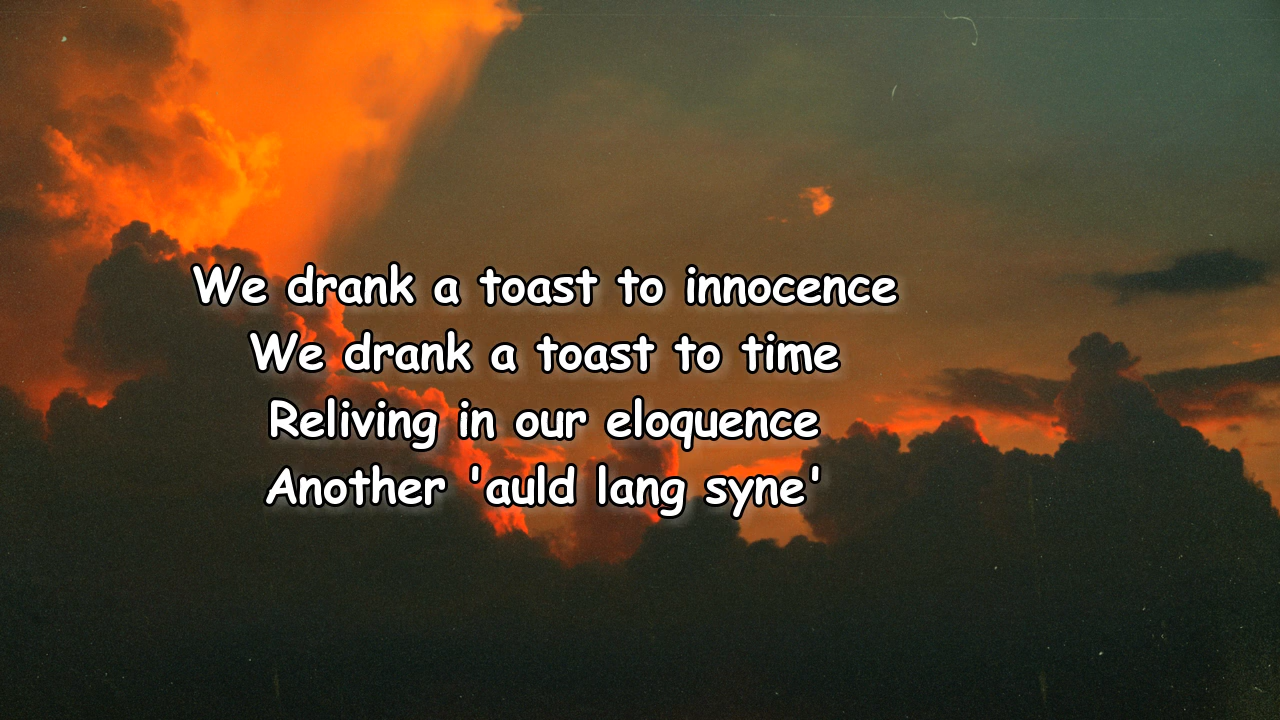 We drank a toast to innocence
We drank a toast to time
Reliving in our eloquence
Another 'auld lang syne'